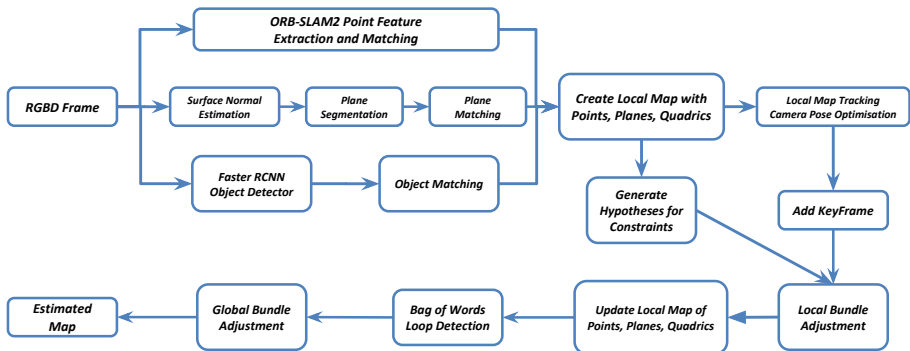 ORB-SLAM2 Point Feature
Extraction and Matching
RGBD Frame
Surface Normal
Estimation
Plane
Segmentation
Plane
Matching
Create Local Map with
Points, Planes, Quadrics
Local Map Tracking
Camera Pose Optimisation
Faster RCNN
Object Detector
Object Matching
Generate
Hypotheses for
Constraints
Add KeyFrame
Estimated
Map
Global Bundle
Adjustment
Bag of Words
Loop Detection
Update Local Map of
Points, Planes, Quadrics
Local Bundle
Adjustment